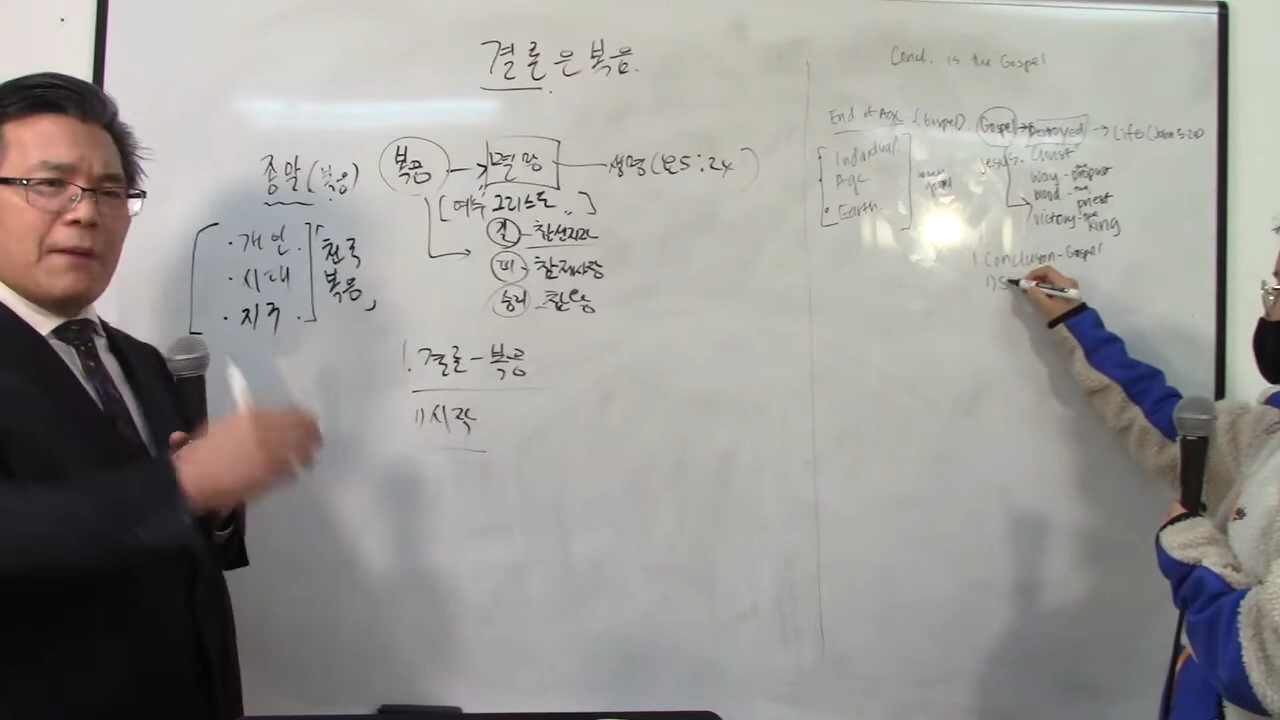 결론은 복음.
종말(복음)
복음 → 멸망 — 생명(요5:24)
[예수 그리스도]
· 개인.
· 시대
· 지구.
「천국
복음」
길 - 참선지자
피 - 참제사장
승리 - 참왕
1. 결론 - 복음
1) 시작
Concl. is the Gospel
End of Age (Gospel). Gospel → Destroyed → Life (John 5:24)
Individual.
Age
· Earth.
Jesus. Christ
way - true prophet
blood - true priest
victory - true King
1. Conclusion - Gospel
1) S